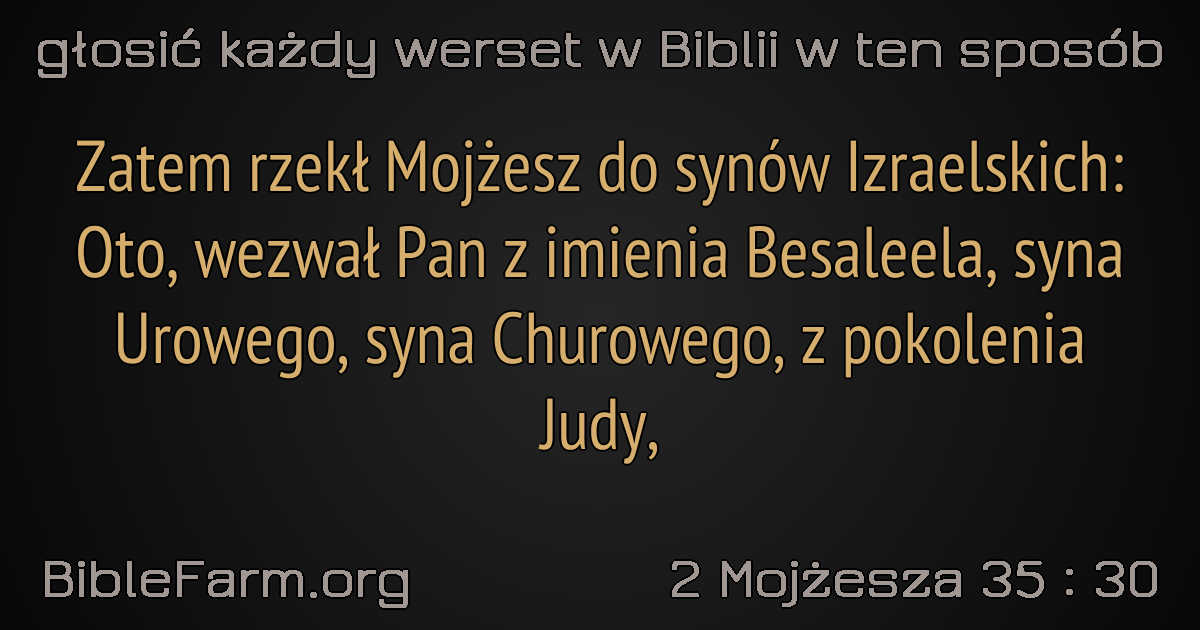 głosić każdy werset w Biblii w ten sposób
Zatem rzekł Mojżesz do synów Izraelskich:
Oto, wezwał Pan z imienia Besaleela, syna
Urowego, syna Churowego, z pokolenia
Judy,
BibleFarm.org
2 Mojżesza 35 : 30